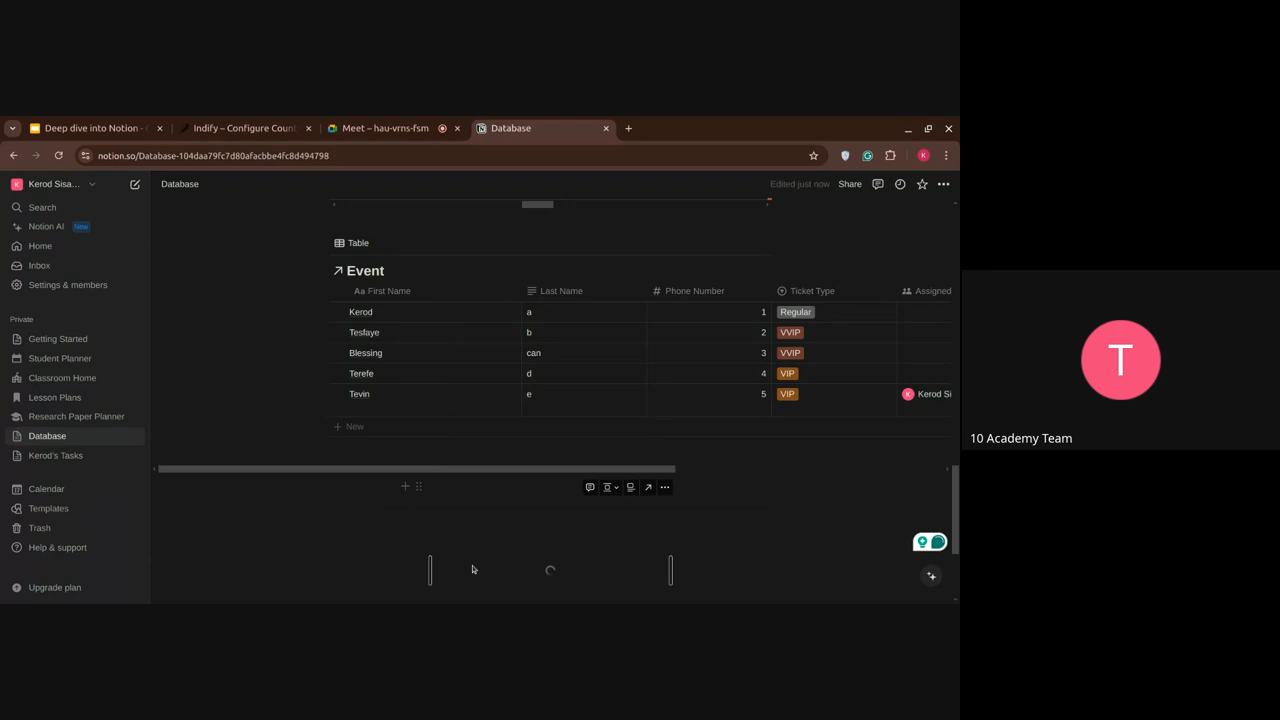 Deep dive into Notion -
Indify – Configure Count
Meet – hau-vrns-fsm
Database
notion.so/Database-104daa79fc7d80afacbbe4fc8d494798
K
K
Kerod Sisa...
Database
Edited just now
Share
Search
Notion AI
New
Home
Inbox
Settings & members
Private
Getting Started
Student Planner
Classroom Home
Lesson Plans
Research Paper Planner
Database
Kerod's Tasks
Calendar
Templates
Trash
Help & support
Upgrade plan
Table
Event
Aa First Name
Last Name
Phone Number
Ticket Type
Assigned
Kerod a 1 Regular
Tesfaye b 2 VVIP
Blessing can 3 VVIP
Terefe d 4 VIP
Tevin e 5 VIP K Kerod Si
New
T
10 Academy Team